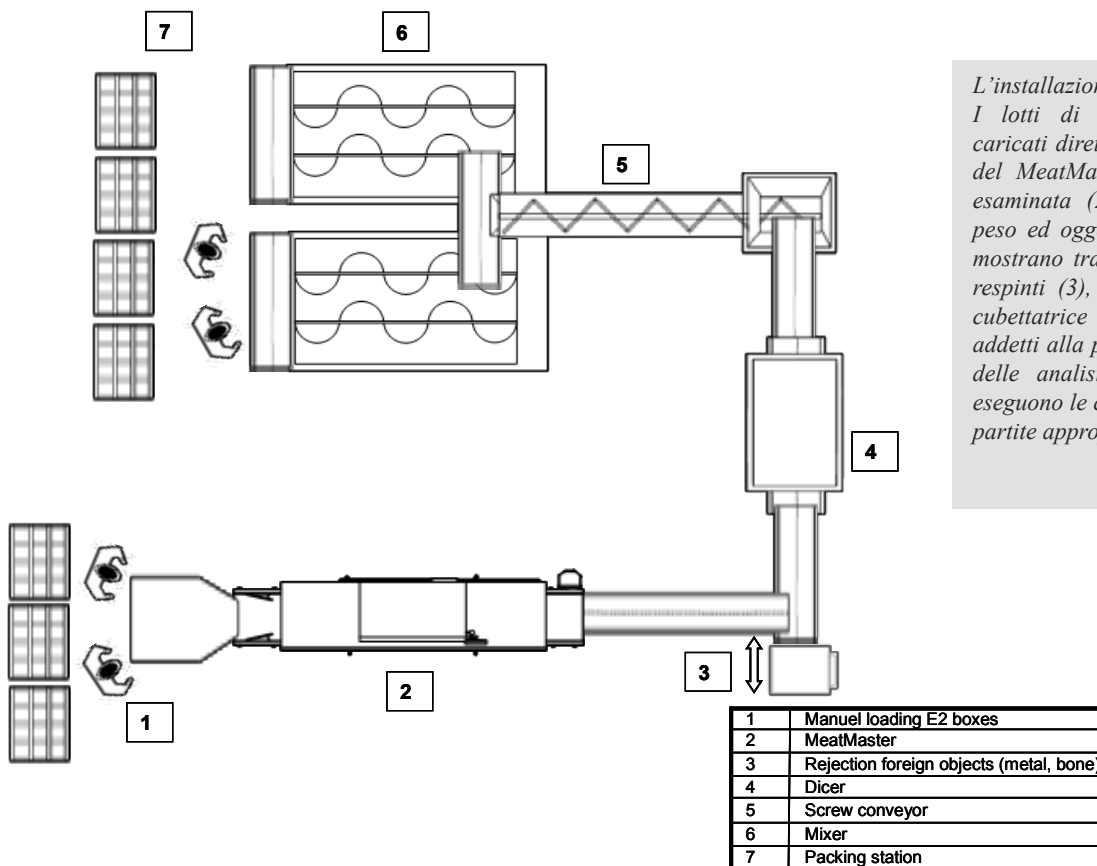 7
6
5
4
3
2
1
L’installazion
I lotti di
caricati diret
del MeatMa
esaminata (
peso ed ogg
mostrano tra
respinti (3),
cubettatrice
addetti alla p
delle analis
eseguono le c
partite appro
1 Manuel loading E2 boxes
2 MeatMaster
3 Rejection foreign objects (metal, bone)
4 Dicer
5 Screw conveyor
6 Mixer
7 Packing station